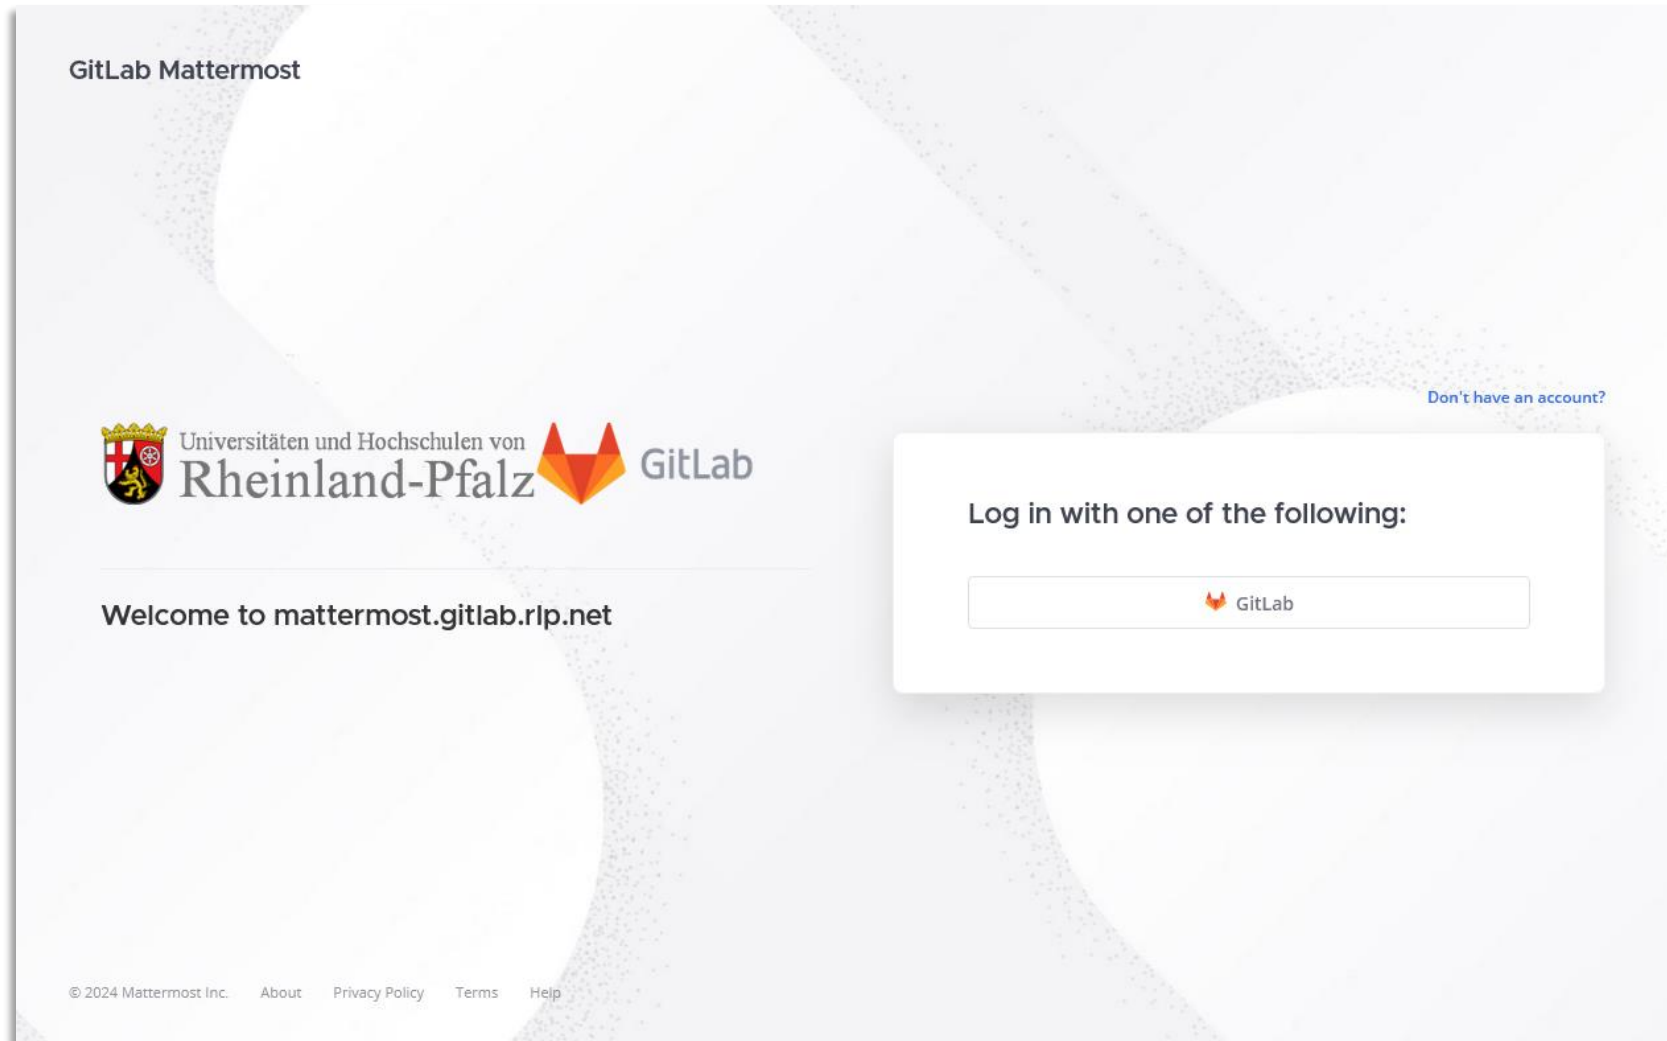 GitLab Mattermost
Don't have an account?
Universitäten und Hochschulen von
Rheinland-Pfalz
GitLab
Log in with one of the following:
GitLab
Welcome to mattermost.gitlab.rlp.net
© 2024 Mattermost Inc. About Privacy Policy Terms Help